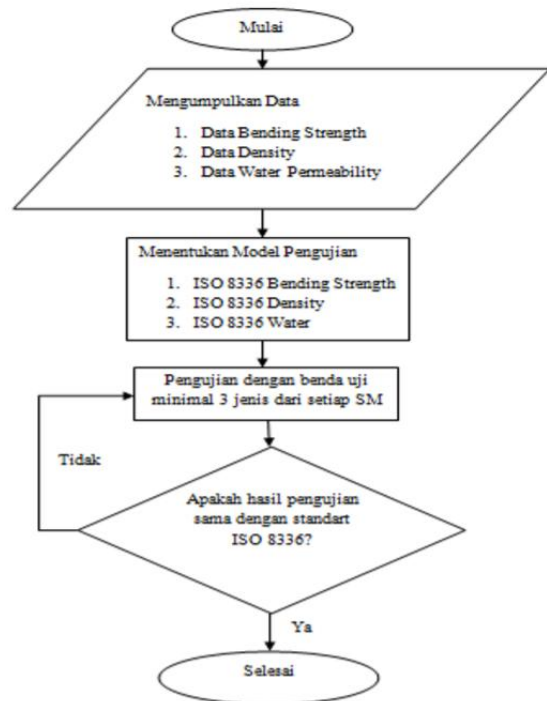 Mulai
Mengumpulkan Data
1. Data Bending Strength
2. Data Density
3. Data Water Permeability
Menentukan Model Pengujian
1. ISO 8336 Bending Strength
2. ISO 8336 Density
3. ISO 8336 Water
Pengujian dengan benda uji
minimal 3 jenis dari setiap SM
Tidak
Apakah hasil pengujian
sama dengan standart
ISO 8336?
Ya
Selesai